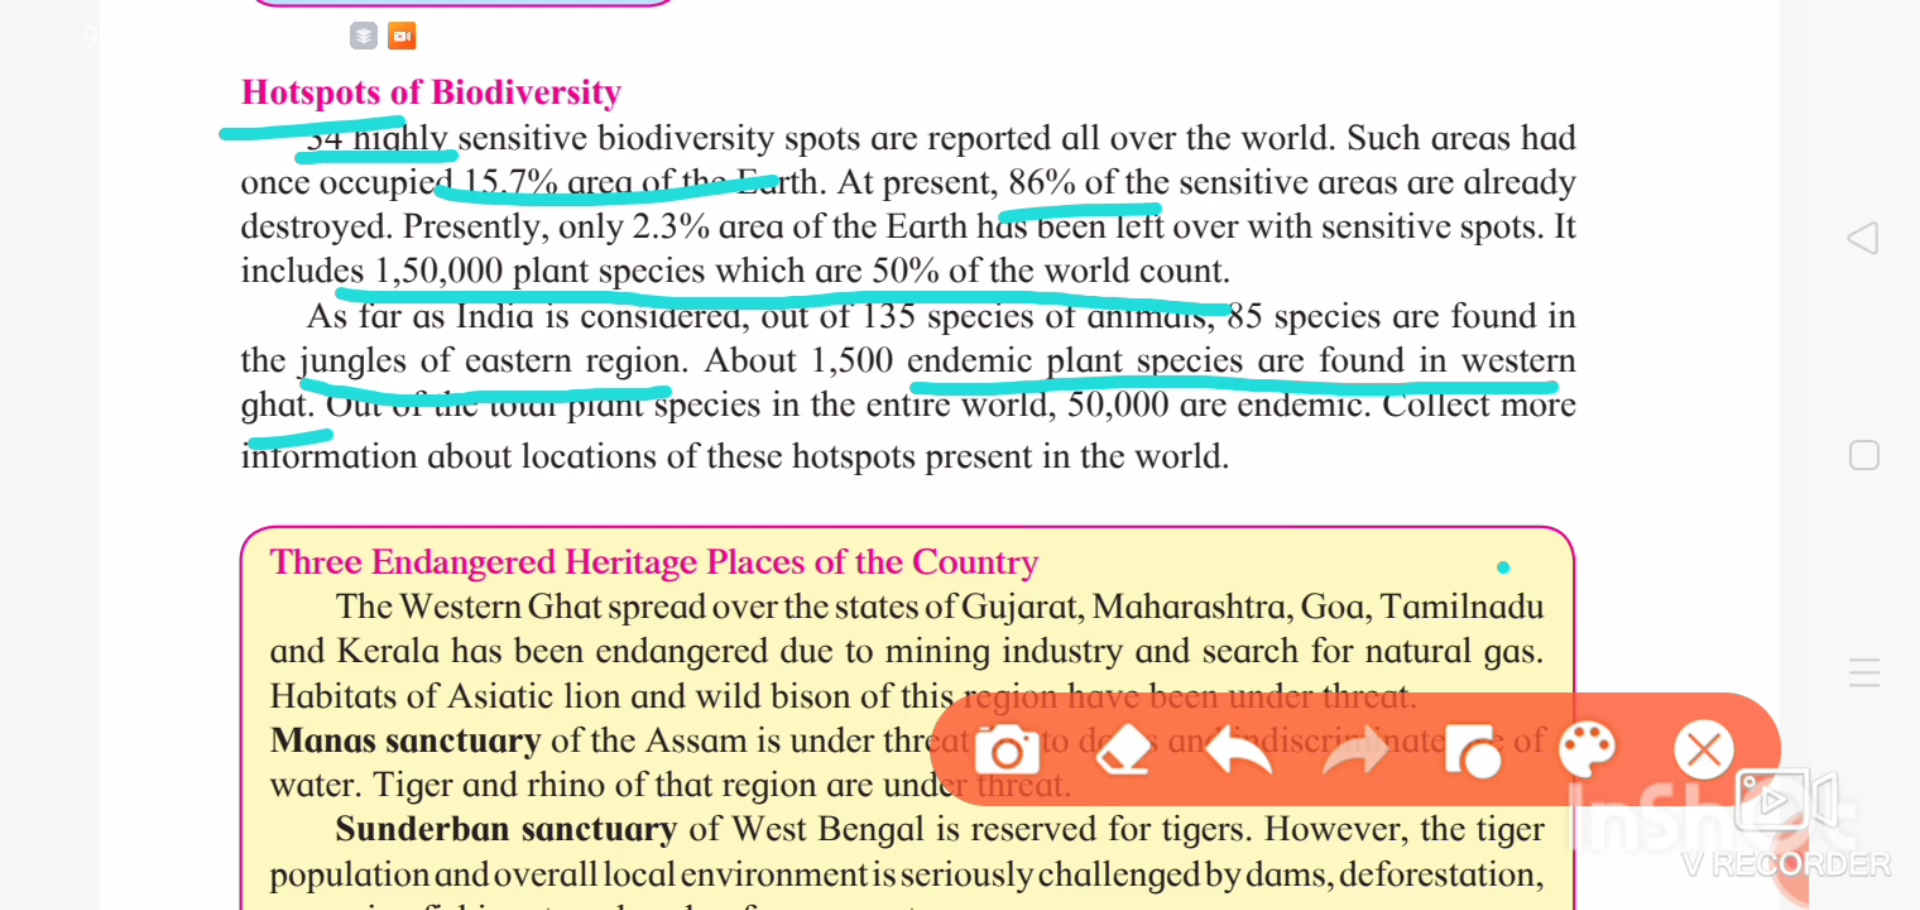 Hotspots of Biodiversity
34 highly sensitive biodiversity spots are reported all over the world. Such areas had
once occupied 15.7% area of the Earth. At present, 86% of the sensitive areas are already
destroyed. Presently, only 2.3% area of the Earth has been left over with sensitive spots. It
includes 1,50,000 plant species which are 50% of the world count.
As far as India is considered, out of 135 species of animals, 85 species are found in
the jungles of eastern region. About 1,500 endemic plant species are found in western
ghat. Out of the total plant species in the entire world, 50,000 are endemic. Collect more
information about locations of these hotspots present in the world.
Three Endangered Heritage Places of the Country
The Western Ghat spread over the states of Gujarat, Maharashtra, Goa, Tamilnadu
and Kerala has been endangered due to mining industry and search for natural gas.
Habitats of Asiatic lion and wild bison of this region have been under threat.
Manas sanctuary of the Assam is under threat to and indiscriminate of
water. Tiger and rhino of that region are under threat.
Sunderban sanctuary of West Bengal is reserved for tigers. However, the tiger
population and overall local environment is seriously challenged by dams, deforestation,
InShot
V RECORDER